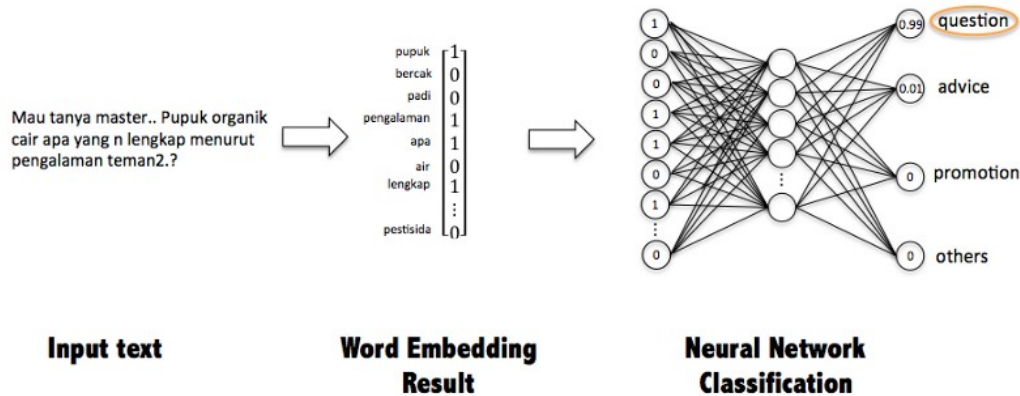 Mau tanya master.. Pupuk organik
cair apa yang n lengkap menurut
pengalaman teman2.?
pupuk 1
bercak 0
padi 0
pengalaman 1
apa 1
air 0
lengkap 1
⋮
pestisida 0
1
0
0
1
1
0
1
⋮
0
⋮
0.99 question
0.01 advice
0 promotion
0 others
Input text
Word Embedding
Result
Neural Network
Classification